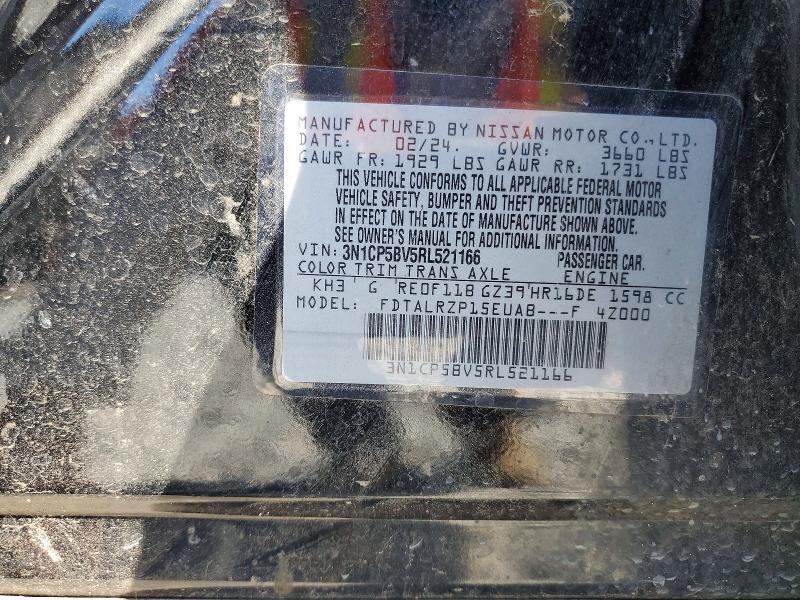 MANUFACTURED BY NISSAN MOTOR CO., LTD.
DATE: 02/24. GVWR: 3660 LBS
GAWR FR: 1929 LBS GAWR RR: 1731 LBS
THIS VEHICLE CONFORMS TO ALL APPLICABLE FEDERAL MOTOR
VEHICLE SAFETY, BUMPER AND THEFT PREVENTION STANDARDS
IN EFFECT ON THE DATE OF MANUFACTURE SHOWN ABOVE.
SEE OWNER'S MANUAL FOR ADDITIONAL INFORMATION.
VIN: 3N1CP5BV5RL521166 PASSENGER CAR.
COLOR TRIM TRANS AXLE ENGINE
KH3 ' G 'RE0F11B GZ39'HR16DE 1598 CC
MODEL: FDTALRZP15EUAB---F 4Z000
3N1CP5BV5RL521166